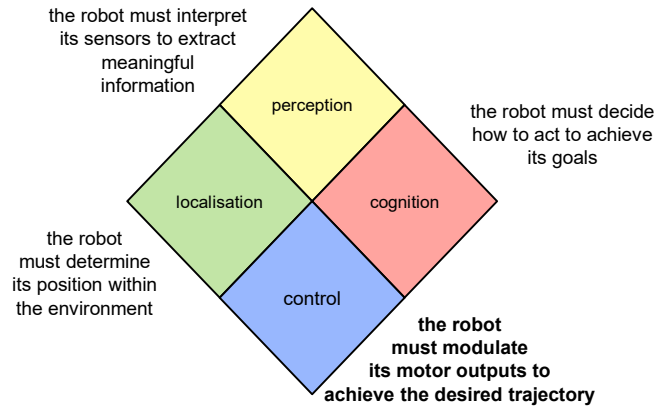 the robot must interpret
its sensors to extract
meaningful
information
perception
the robot must decide
how to act to achieve
its goals
localisation
cognition
the robot
must determine
its position within
the environment
control
the robot
must modulate
its motor outputs to
achieve the desired trajectory